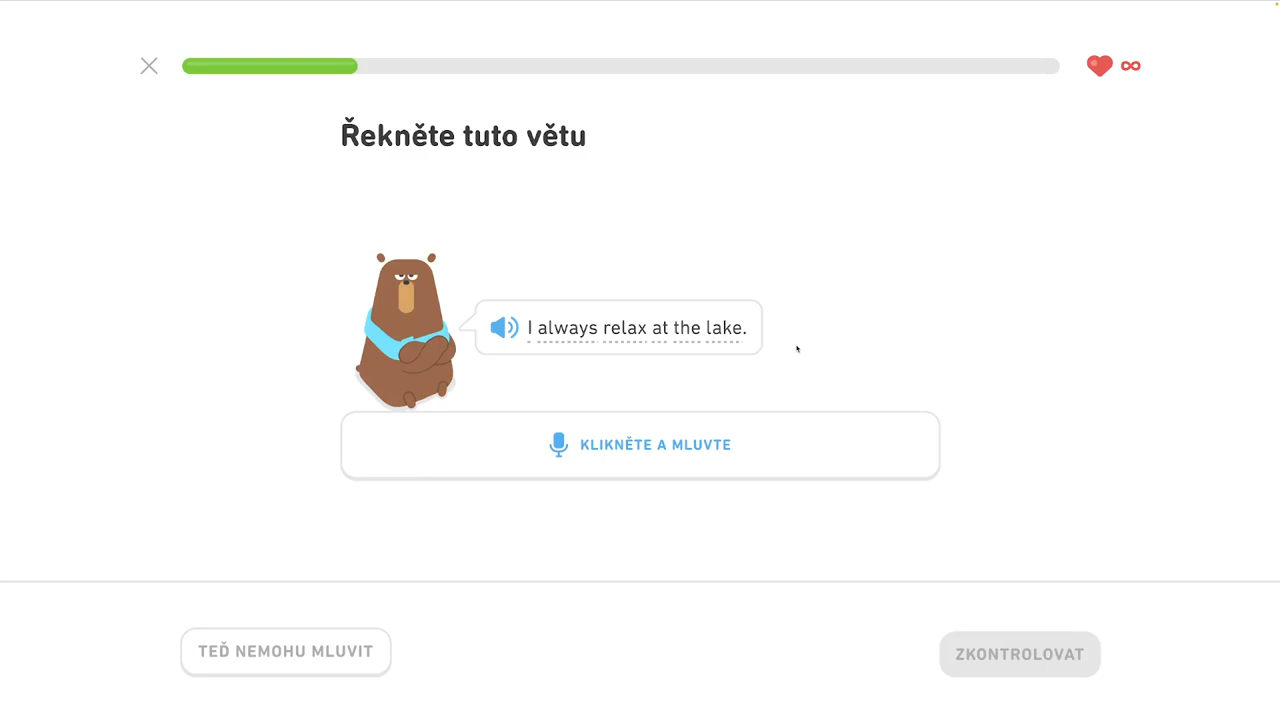 Řekněte tuto větu
I always relax at the lake.
KLIKNĚTE A MLUVTE
TEĎ NEMOHU MLUVIT
ZKONTROLOVAT